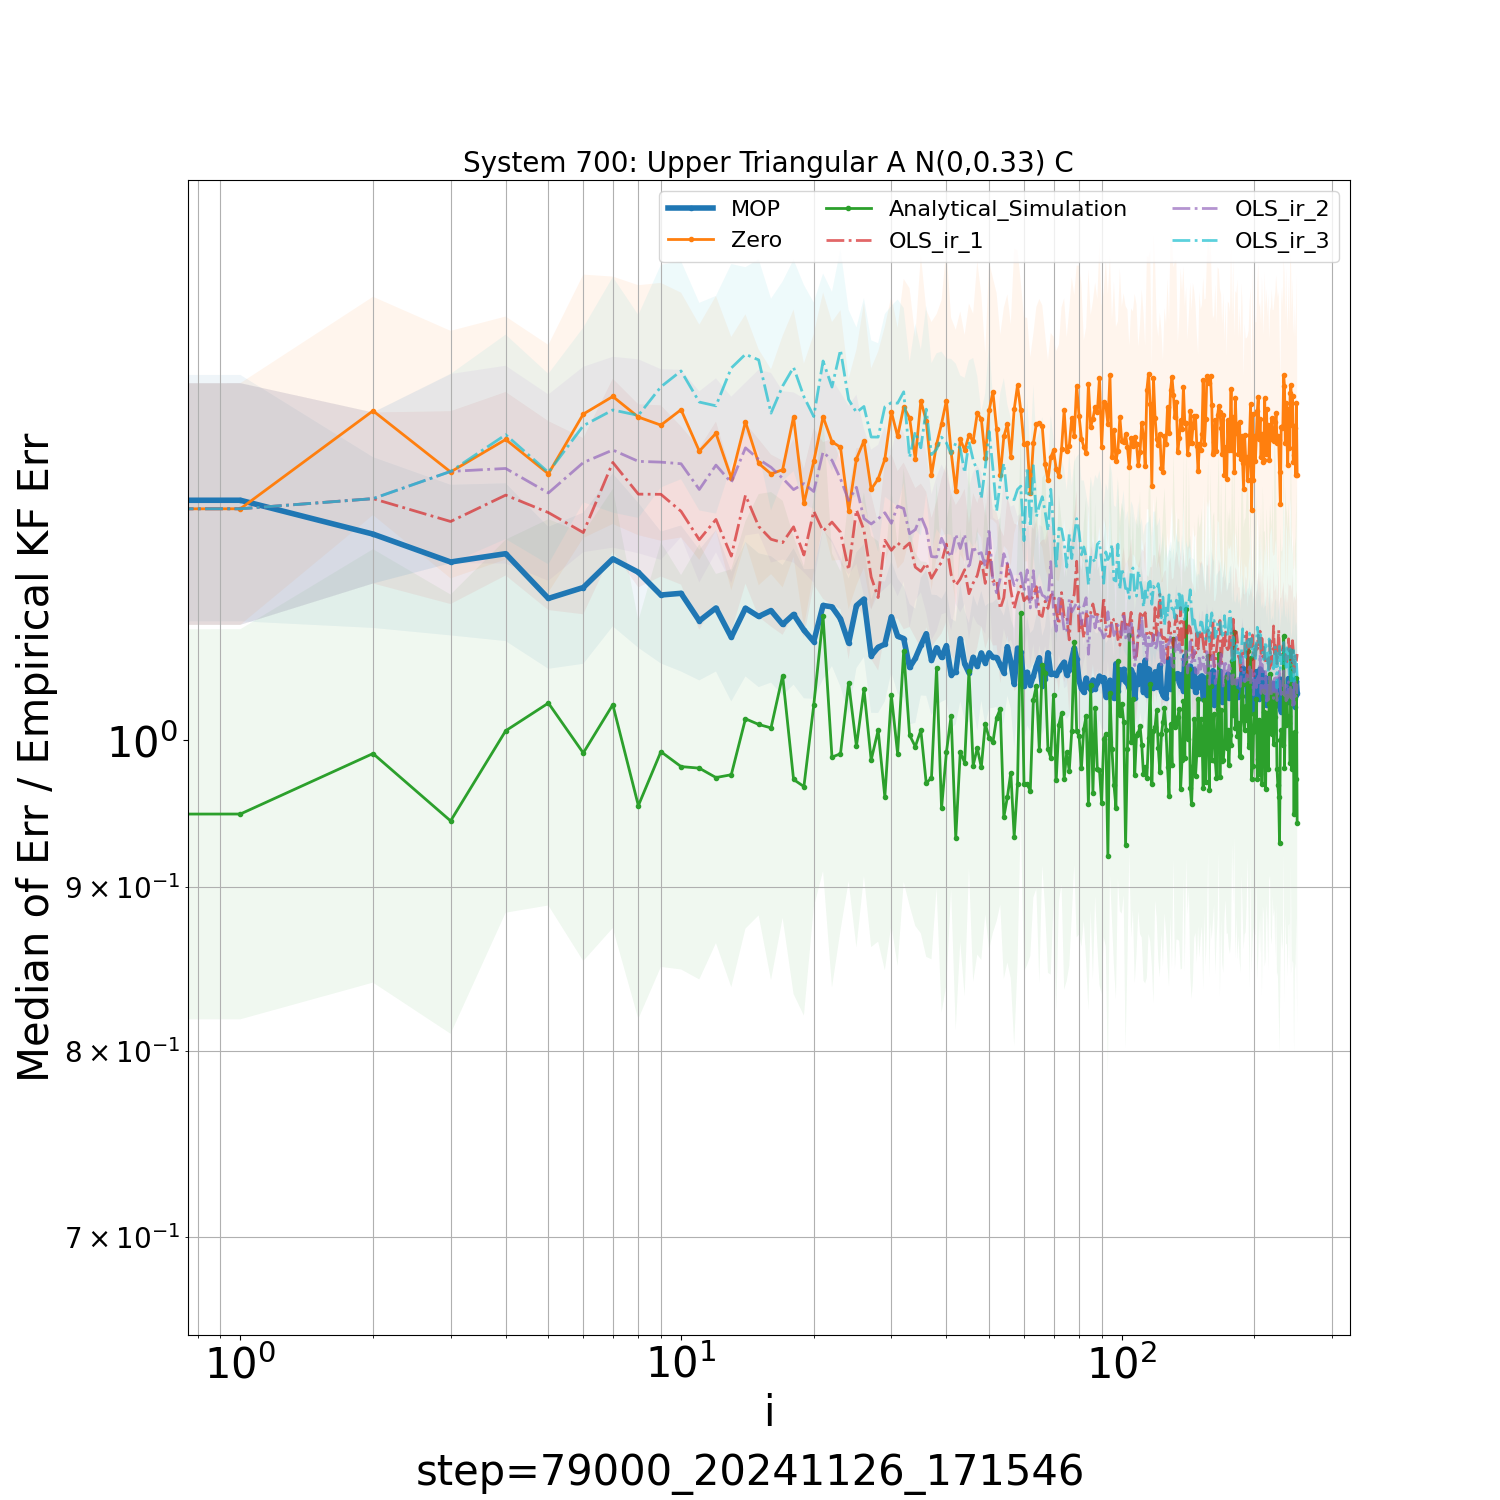 System 700: Upper Triangular A N(0,0.33) C
MOP
Zero
Analytical_Simulation
OLS_ir_1
OLS_ir_2
OLS_ir_3
Median of Err / Empirical KF Err
10⁰
9 × 10⁻¹
8 × 10⁻¹
7 × 10⁻¹
10⁰ 10¹ 10²
i
step=79000_20241126_171546